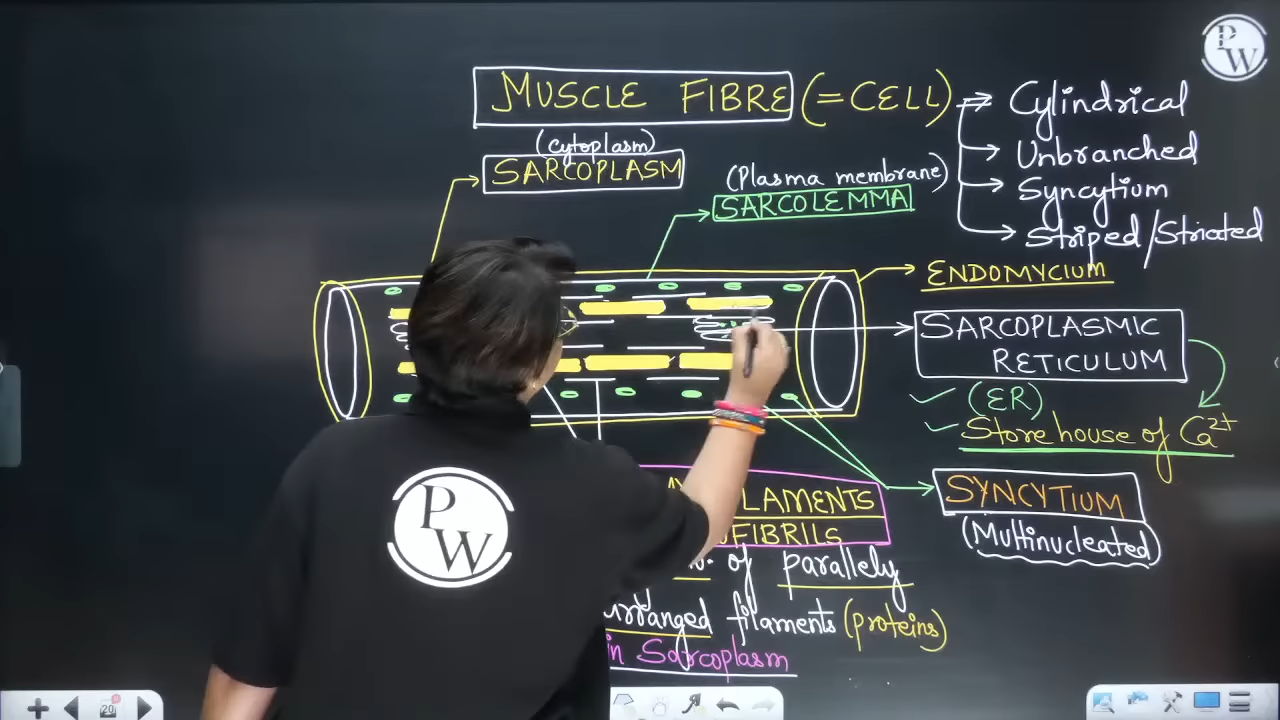 MUSCLE FIBRE (=CELL)
Cylindrical
Unbranched
Syncytium
Striped/Striated
(cytoplasm)
SARCOPLASM
(Plasma membrane)
SARCOLEMMA
ENDOMYCIUM
SARCOPLASMIC
RETICULUM
(ER)
Store house of Ca2+
SYNCYTIUM
(Multinucleated)
LAMENTS
FIBRILS
of parallely
arranged filaments (proteins)
in Sarcoplasm
PW
PW
20